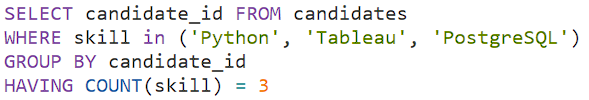 SELECT candidate_id FROM candidates
WHERE skill in ('Python', 'Tableau', 'PostgreSQL')
GROUP BY candidate_id
HAVING COUNT(skill) = 3